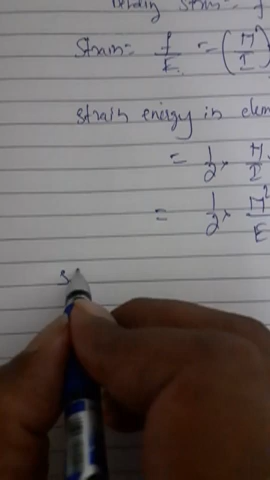 Strain = f/E = (M/I
Strain energy in elem
= 1/2 × M/I
= 1/2 × M²/E
S